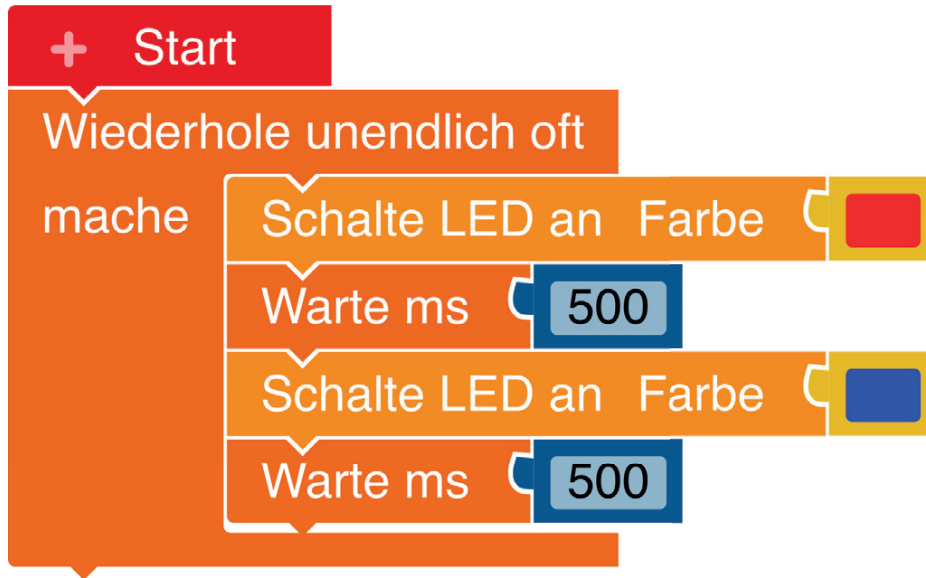 + Start
Wiederhole unendlich oft
mache Schalte LED an Farbe
Warte ms 500
Schalte LED an Farbe
Warte ms 500